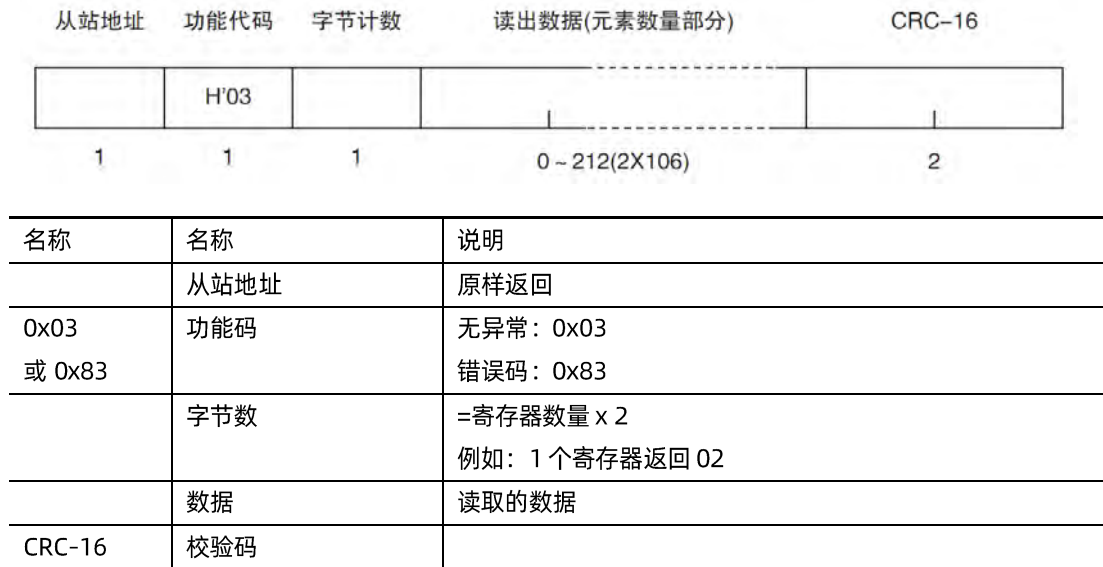 从站地址 功能代码 字节计数 读出数据(元素数量部分) CRC-16
H'03
1 1 1 0~212(2X106) 2
名称 名称 说明
从站地址 原样返回
0x03 功能码 无异常：0x03
或 0x83 错误码：0x83
字节数 =寄存器数量 x 2
例如：1 个寄存器返回 02
数据 读取的数据
CRC-16 校验码